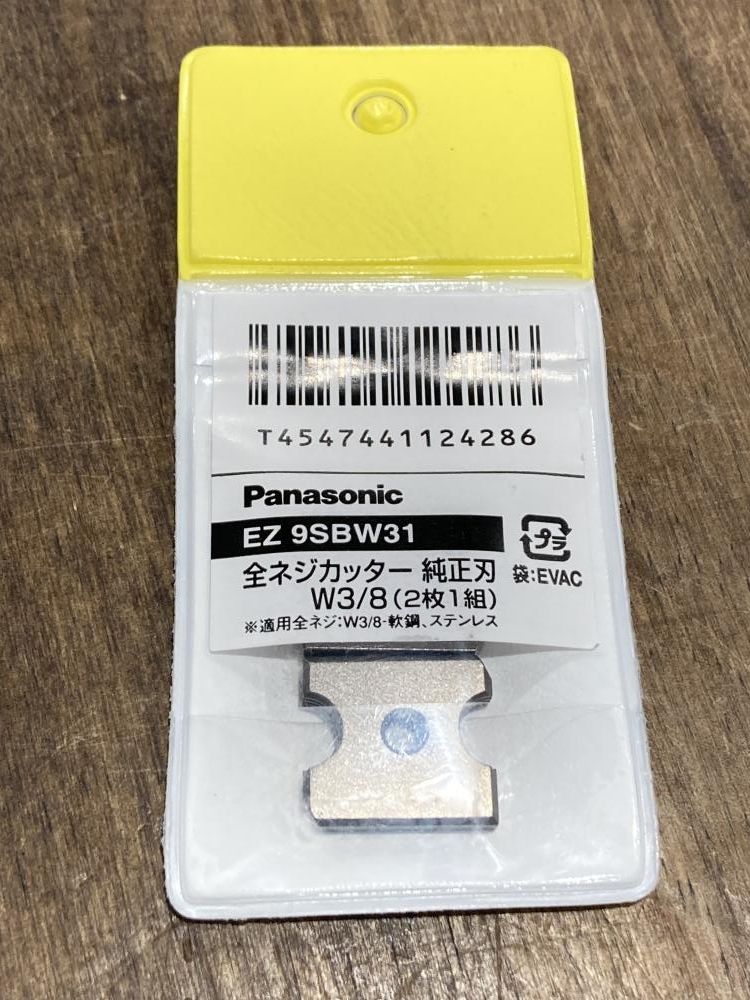 T4547441124286
Panasonic
EZ 9SBW31
プラ
全ネジカッター 純正刃
袋:EVAC
W3/8(2枚1組)
※適用全ネジ:W3/8-軟鋼、ステンレス